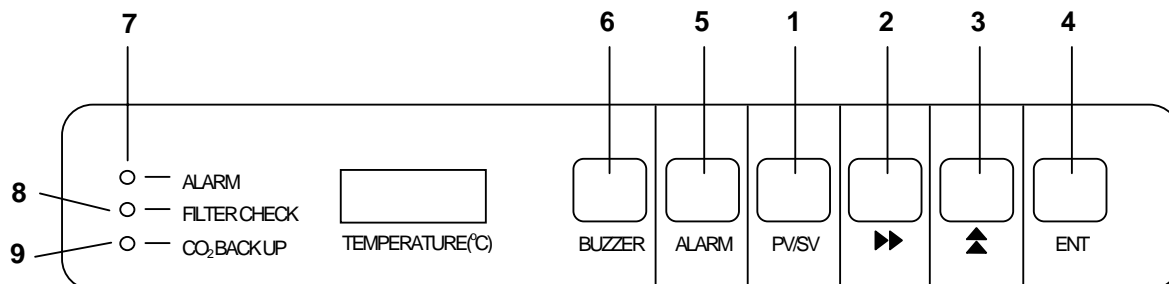 7 6 5 1 2 3 4
8 ALARM
FILTER CHECK
9 CO₂ BACK UP
TEMPERATURE(°C) BUZZER ALARM PV/SV ENT